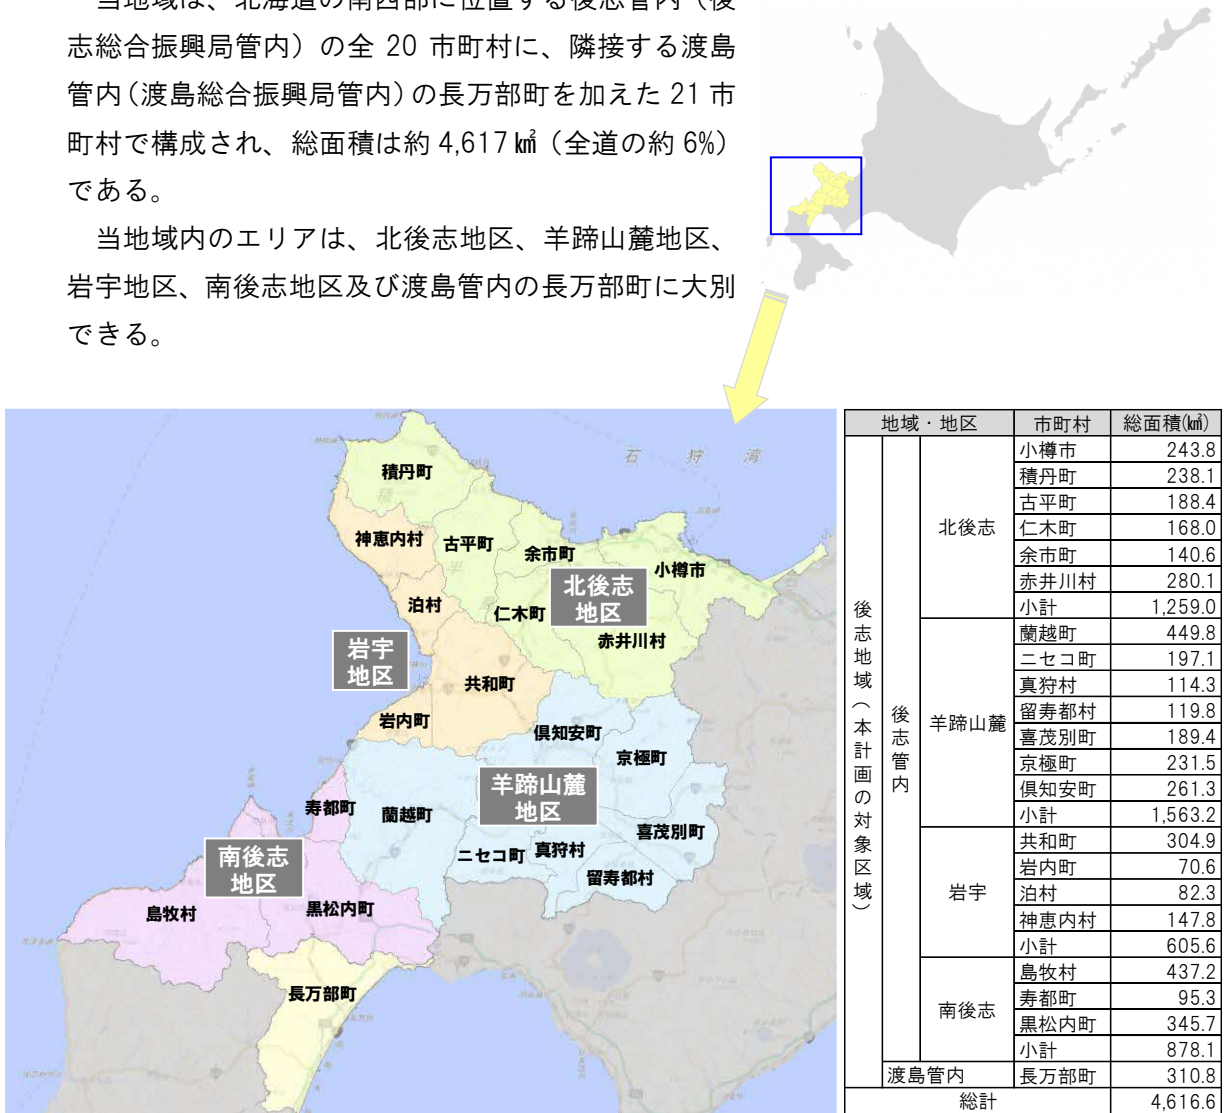 当地域は、北海道の南西部に位置する後志管内（後
志総合振興局管内）の全 20 市町村に、隣接する渡島
管内（渡島総合振興局管内）の長万部町を加えた 21 市
町村で構成され、総面積は約 4,617 ㎢（全道の約 6%）
である。
当地域内のエリアは、北後志地区、羊蹄山麓地区、
岩宇地区、南後志地区及び渡島管内の長万部町に大別
できる。
石狩湾
積丹町
神恵内村
古平町
余市町
小樽市
北後志
地区
泊村
仁木町
赤井川村
岩宇
地区
共和町
岩内町
倶知安町
京極町
羊蹄山麓
地区
寿都町
蘭越町
喜茂別町
ニセコ町
真狩村
留寿都村
南後志
地区
島牧村
黒松内町
長万部町
地域・地区 市町村 総面積(㎢)
後志地域（本計画の対象区域）
後志管内
北後志
小樽市 243.8
積丹町 238.1
古平町 188.4
仁木町 168.0
余市町 140.6
赤井川村 280.1
小計 1,259.0
羊蹄山麓
蘭越町 449.8
ニセコ町 197.1
真狩村 114.3
留寿都村 119.8
喜茂別町 189.4
京極町 231.5
倶知安町 261.3
小計 1,563.2
岩宇
共和町 304.9
岩内町 70.6
泊村 82.3
神恵内村 147.8
小計 605.6
南後志
島牧村 437.2
寿都町 95.3
黒松内町 345.7
小計 878.1
渡島管内 長万部町 310.8
総計 4,616.6